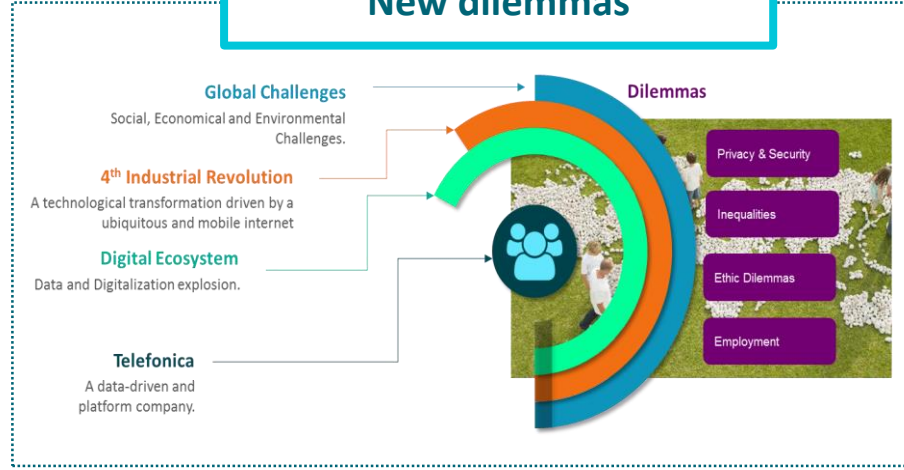 New dilemmas
Global Challenges
Social, Economical and Environmental
Challenges.
4th Industrial Revolution
A technological transformation driven by a
ubiquitous and mobile internet
Digital Ecosystem
Data and Digitalization explosion.
Telefonica
A data-driven and
platform company.
Dilemmas
Privacy & Security
Inequalities
Ethic Dilemmas
Employment